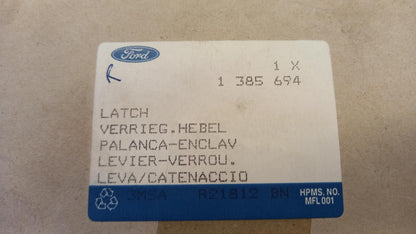 Ford
1 X
1 385 694
LATCH
VERRIEG.HEBEL
PALANCA-ENCLAV
LEVIER-VERROU.
LEVA/CATENACCIO
3M5A R21812 BN
HPMS. NO.
MFL001